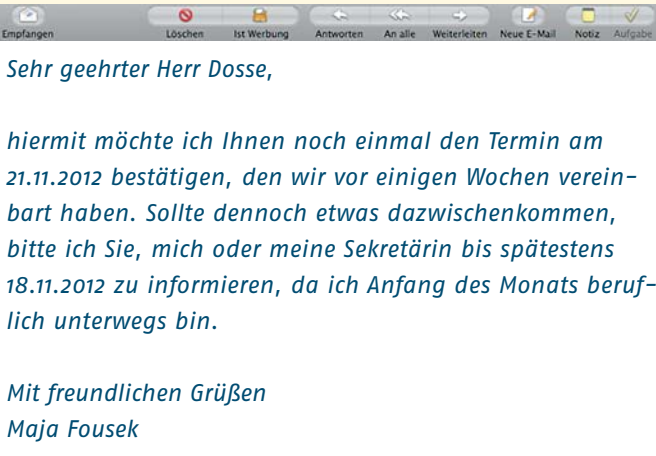 Empfangen Löschen Ist Werbung Antworten An alle Weiterleiten Neue E-Mail Notiz Aufgabe
Sehr geehrter Herr Dosse,
hiermit möchte ich Ihnen noch einmal den Termin am
21.11.2012 bestätigen, den wir vor einigen Wochen verein-
bart haben. Sollte dennoch etwas dazwischenkommen,
bitte ich Sie, mich oder meine Sekretärin bis spätestens
18.11.2012 zu informieren, da ich Anfang des Monats beruf-
lich unterwegs bin.
Mit freundlichen Grüßen
Maja Fousek